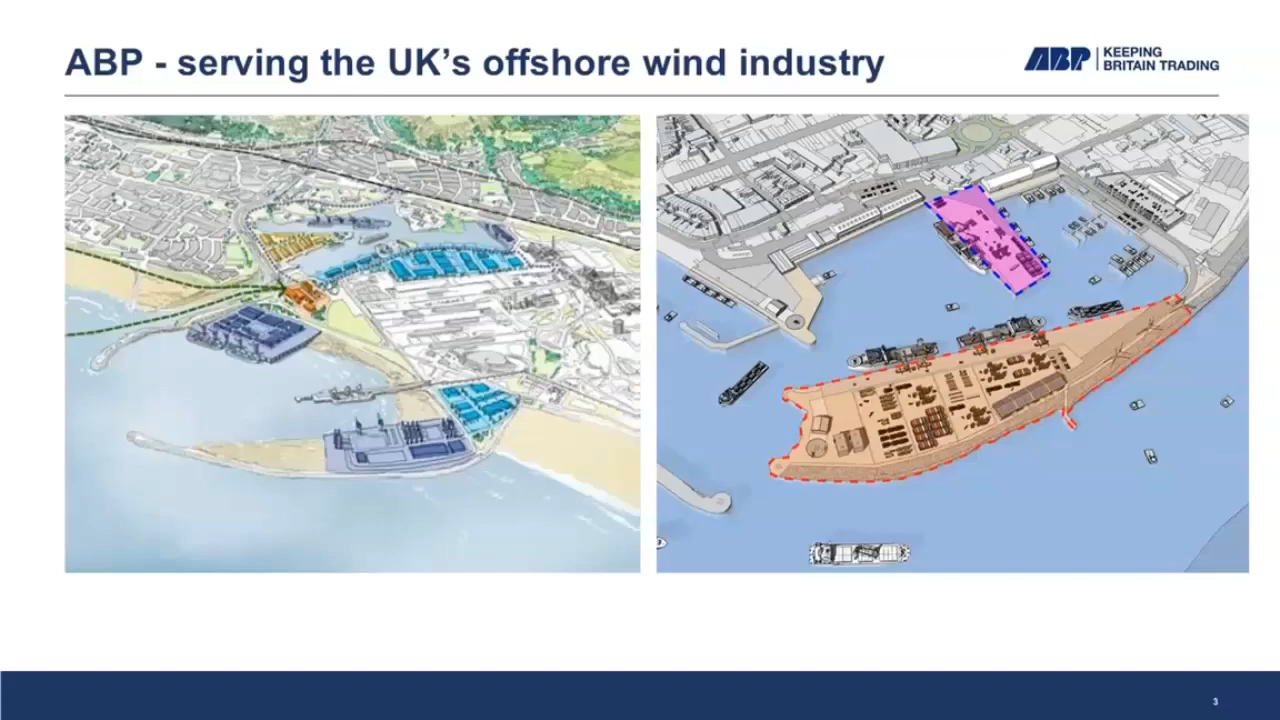 ABP - serving the UK's offshore wind industry
ABP
KEEPING
BRITAIN TRADING
3